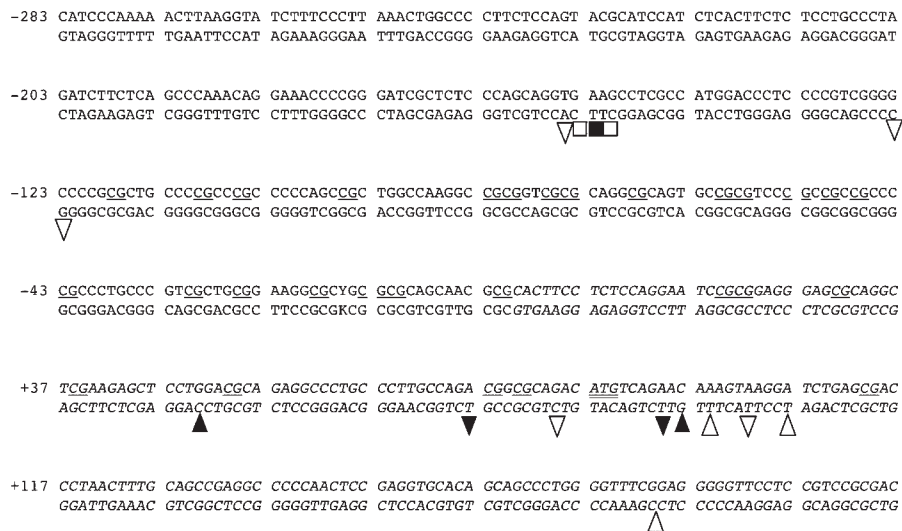 -283 CATCCCAAAA ACTTAAGGTA TCTTTCCCTT AAACTGGCCC CTTCTCCAGT ACGCATCCAT CTCACTTCTC TCCTGCCCTA
GTAGGGTTTT TGAATTCCAT AGAAAGGGAA TTTGACCGGG GAAGAGGTCA TGCGTAGGTA GAGTGAAGAG AGGACGGGAT
-203 GATCTTCTCA GCCCAAACAG GAAACCCCGG GATCGCTCTC CCAGCAGGTG AAGCCTCGCC ATGGACCCTC CCCGTCGGGG
CTAGAAGAGT CGGGTTTGTC CTTTGGGGCC CTAGCGAGAG GGTCGTCCAC TTCGGAGCGG TACCTGGGAG GGGCAGCCCC
-123 CCCCGCGCTG CCCCGCCCGC CCCCAGCCGC TGGCCAAGGC CGCGGTCGCG CAGGCGCAGT GCCGCGTCCC GCCGCCGCCC
GGGGCGCGAC GGGGCGGGCG GGGGTCGGCG ACCGGTTCCG GCGCCAGCGC GTCCGCGTCA CGGCGCAGGG CGGCGGCGGG
-43 CGCCCTGCCC GTCGCTGCGG AAGGCGCYGC GCGCAGCAAC GCGCACTTCC TCTCCAGGAA TCCGCGGAGG GAGCGCAGGC
GCGGGACGGG CAGCGACGCC TTCCGCGKCG CGCGTCGTTG CGCGTGAAGG AGAGGTCCTT AGGCGCCTCC CTCGCGTCCG
+37 TCGAAGAGCT CCTGGACGCA GAGGCCCTGC CCTTGCCAGA CGGCGCAGAC ATGTCAGAAC AAAGTAAGGA TCTGAGCGAC
AGCTTCTCGA GGACCTGCGT CTCCGGGACG GGAACGGTCT GCCGCGTCTG TACAGTCTTG TTTCATTCCT AGACTCGCTG
+117 CCTAACTTTG CAGCCGAGGC CCCCAACTCC GAGGTGCACA GCAGCCCTGG GGTTTCGGAG GGGGTTCCTC CGTCCGCGAC
GGATTGAAAC GTCGGCTCCG GGGGTTGAGG CTCCACGTGT CGTCGGGACC CCAAAGCCTC CCCCAAGGAG GCAGGCGCTG